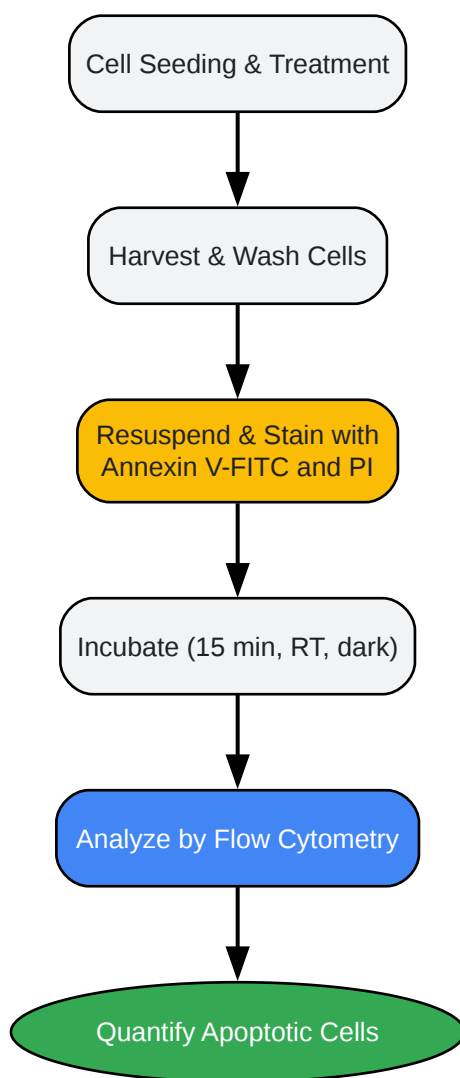 Cell Seeding & Treatment
Harvest & Wash Cells
Resuspend & Stain with
Annexin V-FITC and PI
Incubate (15 min, RT, dark)
Analyze by Flow Cytometry
Quantify Apoptotic Cells